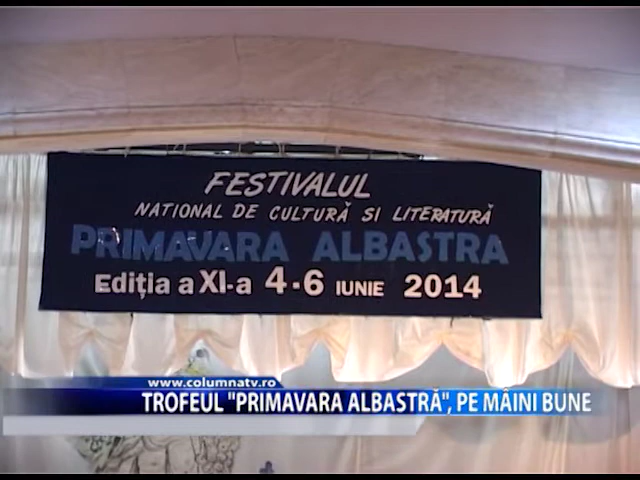 FESTIVALUL
NATIONAL DE CULTURĂ SI LITERATURĂ
PRIMAVARA ALBASTRA
Ediția a XI-a 4-6 IUNIE 2014
www.columnatv.ro
TROFEUL "PRIMAVARA ALBASTRĂ", PE MĂINI BUNE